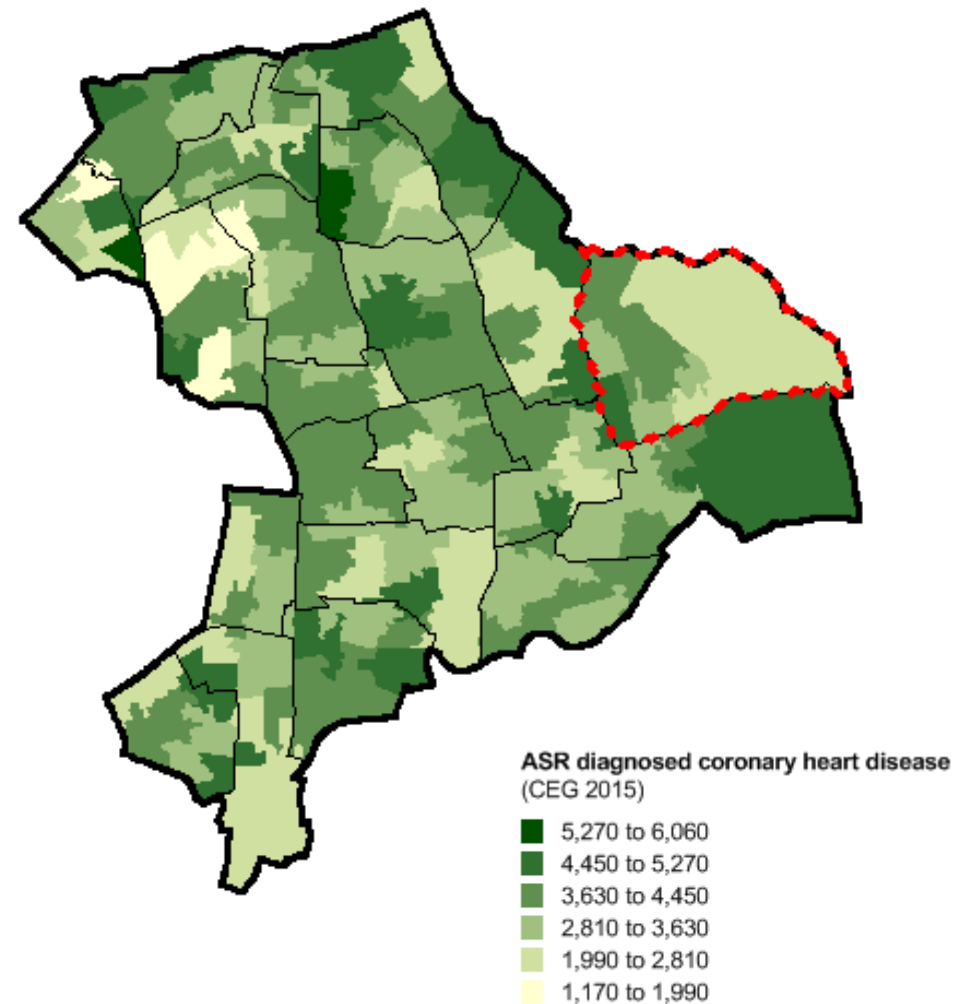 ASR diagnosed coronary heart disease
(CEG 2015)
5,270 to 6,060
4,450 to 5,270
3,630 to 4,450
2,810 to 3,630
1,990 to 2,810
1,170 to 1,990